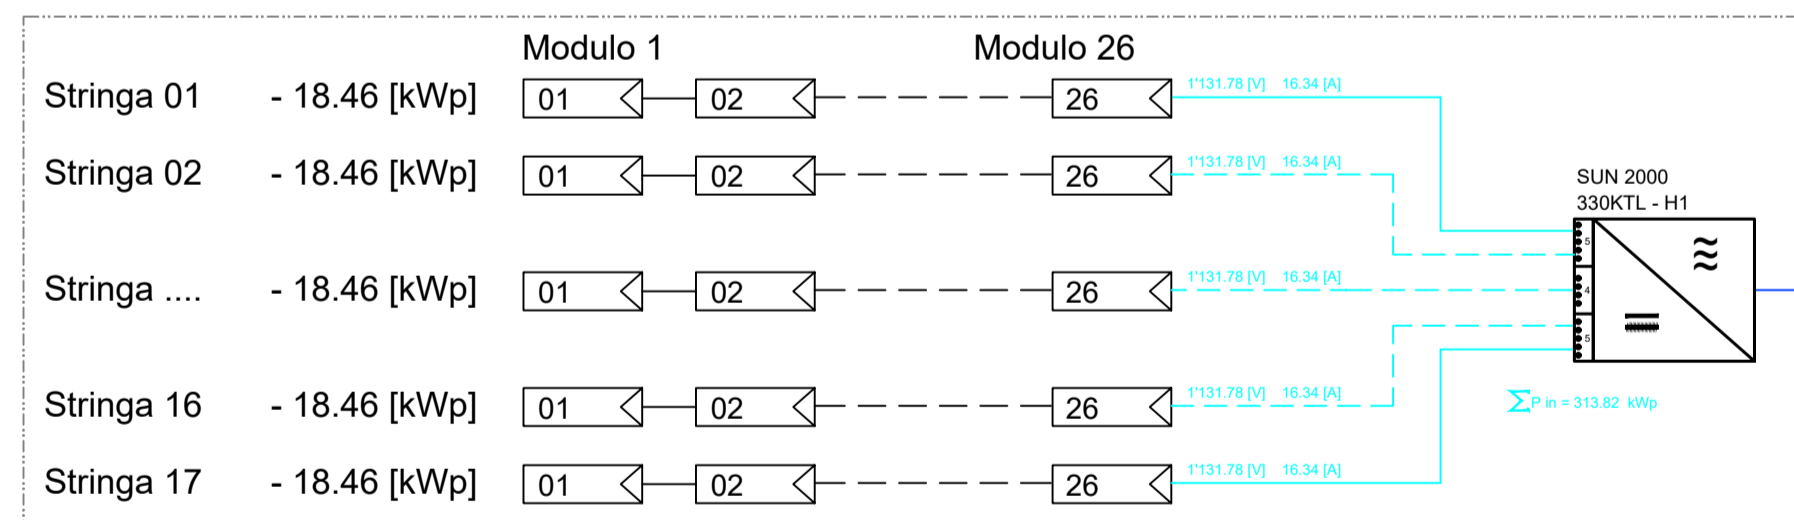 Modulo 1 Modulo 26
Stringa 01 - 18.46 [kWp] 01 02 26 1'131.78 [V] 16.34 [A]
Stringa 02 - 18.46 [kWp] 01 02 26 1'131.78 [V] 16.34 [A]
SUN 2000
330KTL - H1
5
Stringa .... - 18.46 [kWp] 01 02 26 1'131.78 [V] 16.34 [A] 4
5
Stringa 16 - 18.46 [kWp] 01 02 26 1'131.78 [V] 16.34 [A]
∑P in = 313.82 kWp
Stringa 17 - 18.46 [kWp] 01 02 26 1'131.78 [V] 16.34 [A]